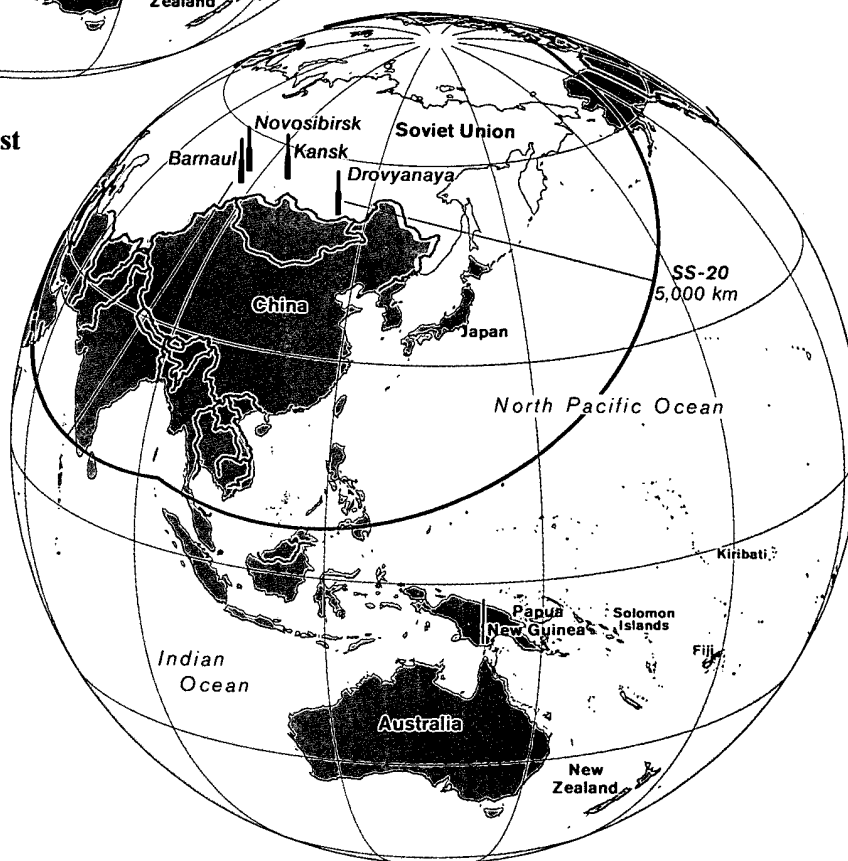 Zealand
st
Novosibirsk
Barnaul
Kansk
Soviet Union
Drovyanaya
SS-20
5,000 km
China
Japan
North Pacific Ocean
Kiribati
Papua
New Guinea
Solomon
Islands
Fiji
Indian
Ocean
Australia
New
Zealand